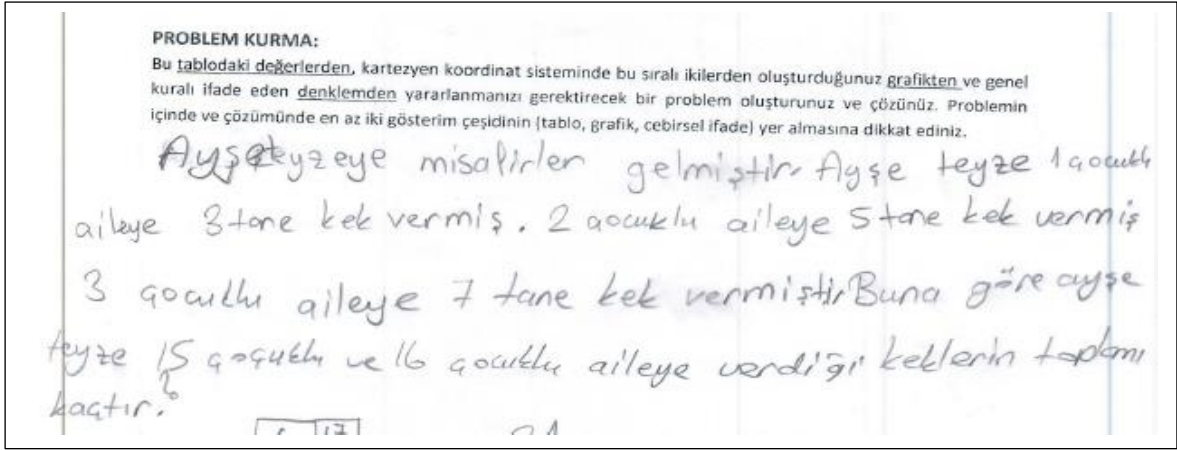 PROBLEM KURMA:
Bu tablodaki değerlerden, kartezyen koordinat sisteminde bu sıralı ikilerden oluşturduğunuz grafikten ve genel
kuralı ifade eden denklemden yararlanmanızı gerektirecek bir problem oluşturunuz ve çözünüz. Problemin
içinde ve çözümünde en az iki gösterim çeşidinin (tablo, grafik, cebirsel ifade) yer almasına dikkat ediniz.
Ayşe teyzeye misafirler gelmiştir. Ayşe teyze 1 çocuklu
aileye 3 tane kek vermiş. 2 çocuklu aileye 5 tane kek vermiş
3 çocuklu aileye 7 tane kek vermiştir. Buna göre ayşe
teyze 15 çoçuklu ve 16 çocuklu aileye verdiği keklerin toplamı
kaçtır?
17